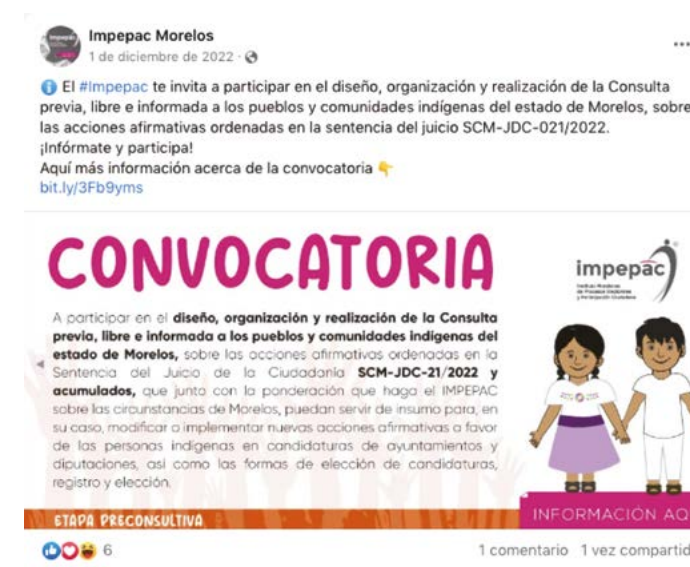 Impepac Morelos
1 de diciembre de 2022 ·
El #Impepac te invita a participar en el diseño, organización y realización de la Consulta
previa, libre e informada a los pueblos y comunidades indígenas del estado de Morelos, sobre
las acciones afirmativas ordenadas en la sentencia del juicio SCM-JDC-021/2022.
¡Infórmate y participa!
Aquí más información acerca de la convocatoria 👇
bit.ly/3Fb9yms
CONVOCATORIA
impepac
A participar en el diseño, organización y realización de la Consulta
previa, libre e informada a los pueblos y comunidades indígenas del
estado de Morelos, sobre las acciones afirmativas ordenadas en la
Sentencia del Juicio de la Ciudadanía SCM-JDC-21/2022 y
acumulados, que junto con la ponderación que haga el IMPEPAC
sobre las circunstancias de Morelos, puedan servir de insumo para, en
su caso, modificar o implementar nuevas acciones afirmativas a favor
de las personas indígenas en candidaturas de ayuntamientos y
diputaciones, así como las formas de elección de candidaturas,
registro y elección.
ETAPA PRECONSULTIVA
INFORMACIÓN AQ
6
1 comentario 1 vez compartid